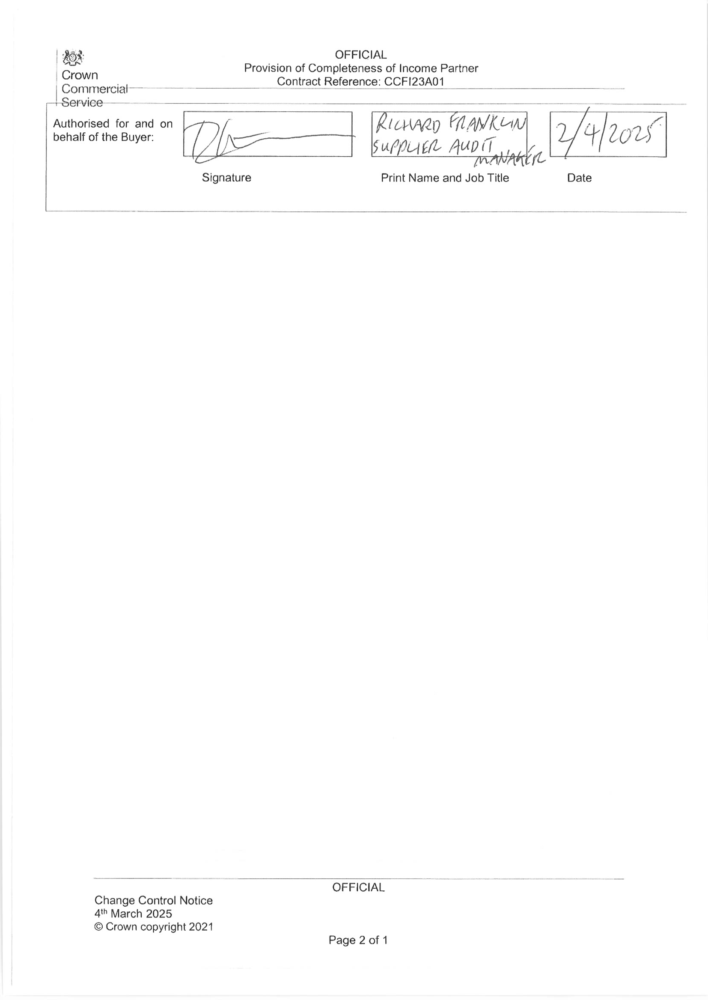 OFFICIAL
Provision of Completeness of Income Partner
Contract Reference: CCFI23A01
Crown
Commercial
Service
Authorised for and on
behalf of the Buyer:
RICHARD FRANKLIN
SUPPLIER AUDIT
MANAGER
2/4/2025
Signature
Print Name and Job Title
Date
OFFICIAL
Change Control Notice
4th March 2025
© Crown copyright 2021
Page 2 of 1